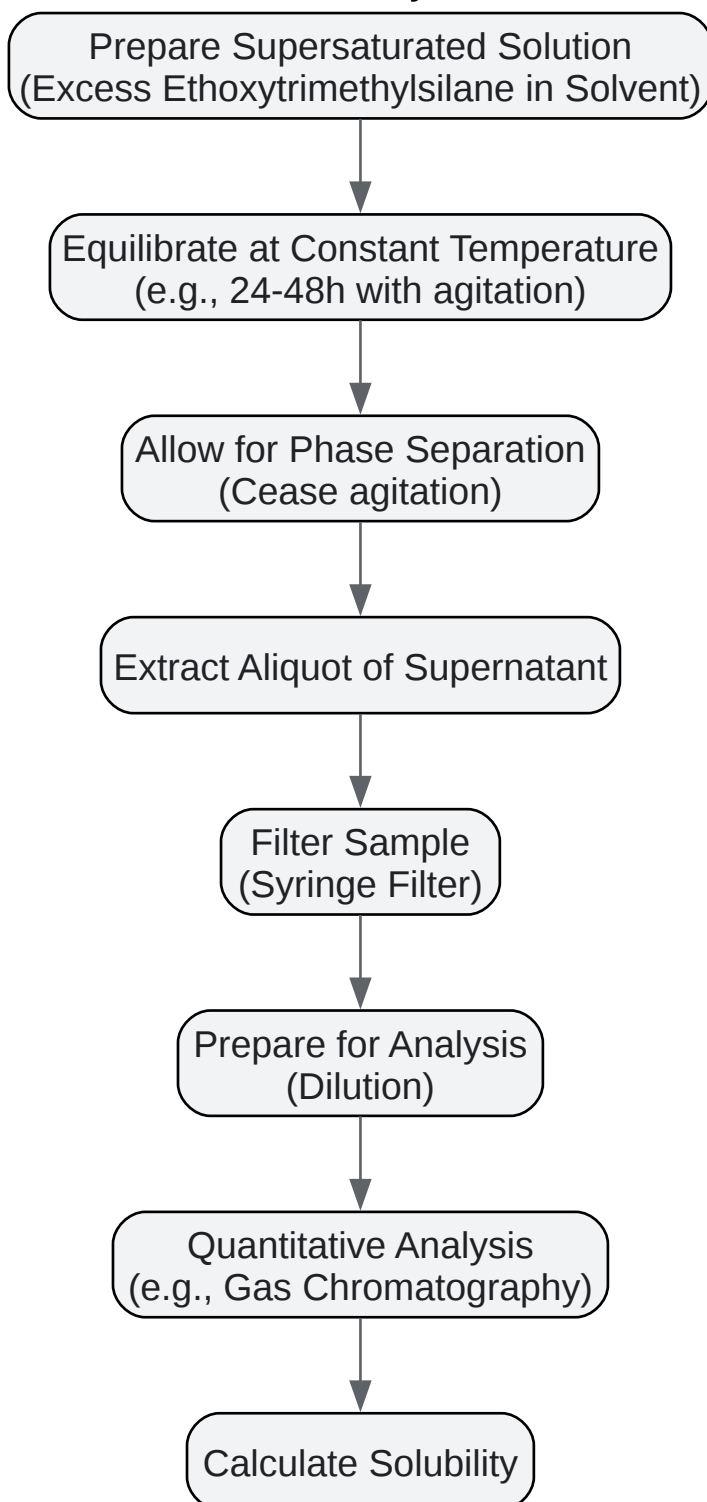 Prepare Supersaturated Solution
(Excess Ethoxytrimethylsilane in Solvent)
Equilibrate at Constant Temperature
(e.g., 24-48h with agitation)
Allow for Phase Separation
(Cease agitation)
Extract Aliquot of Supernatant
Filter Sample
(Syringe Filter)
Prepare for Analysis
(Dilution)
Quantitative Analysis
(e.g., Gas Chromatography)
Calculate Solubility